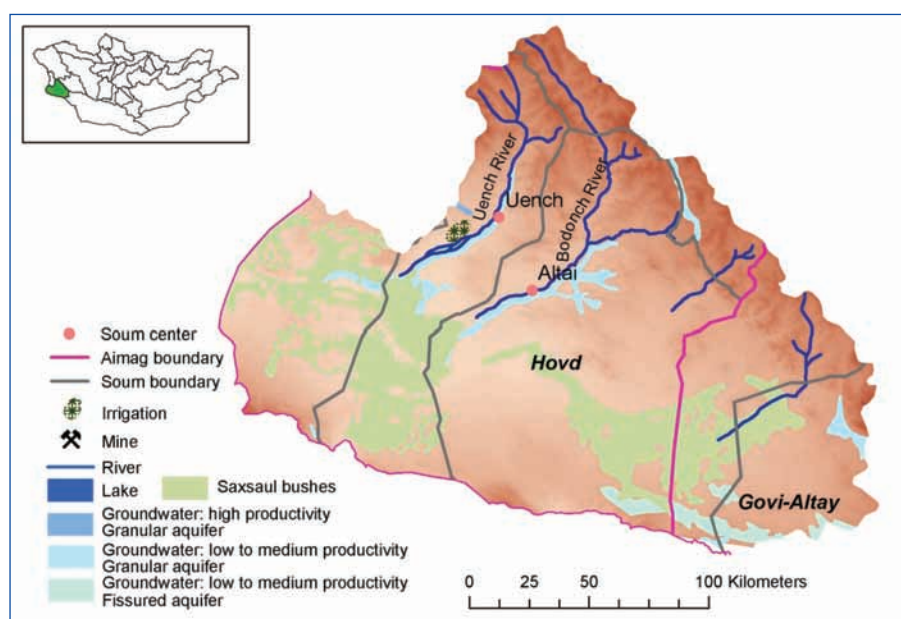 Uench River
Uench
Bodonch River
Altai
Hovd
Govi-Altay
Soum center
Aimag boundary
Soum boundary
Irrigation
Mine
River
Lake
Saxsaul bushes
Groundwater: high productivity
Granular aquifer
Groundwater: low to medium productivity
Granular aquifer
Groundwater: low to medium productivity
Fissured aquifer
0 25 50 100 Kilometers